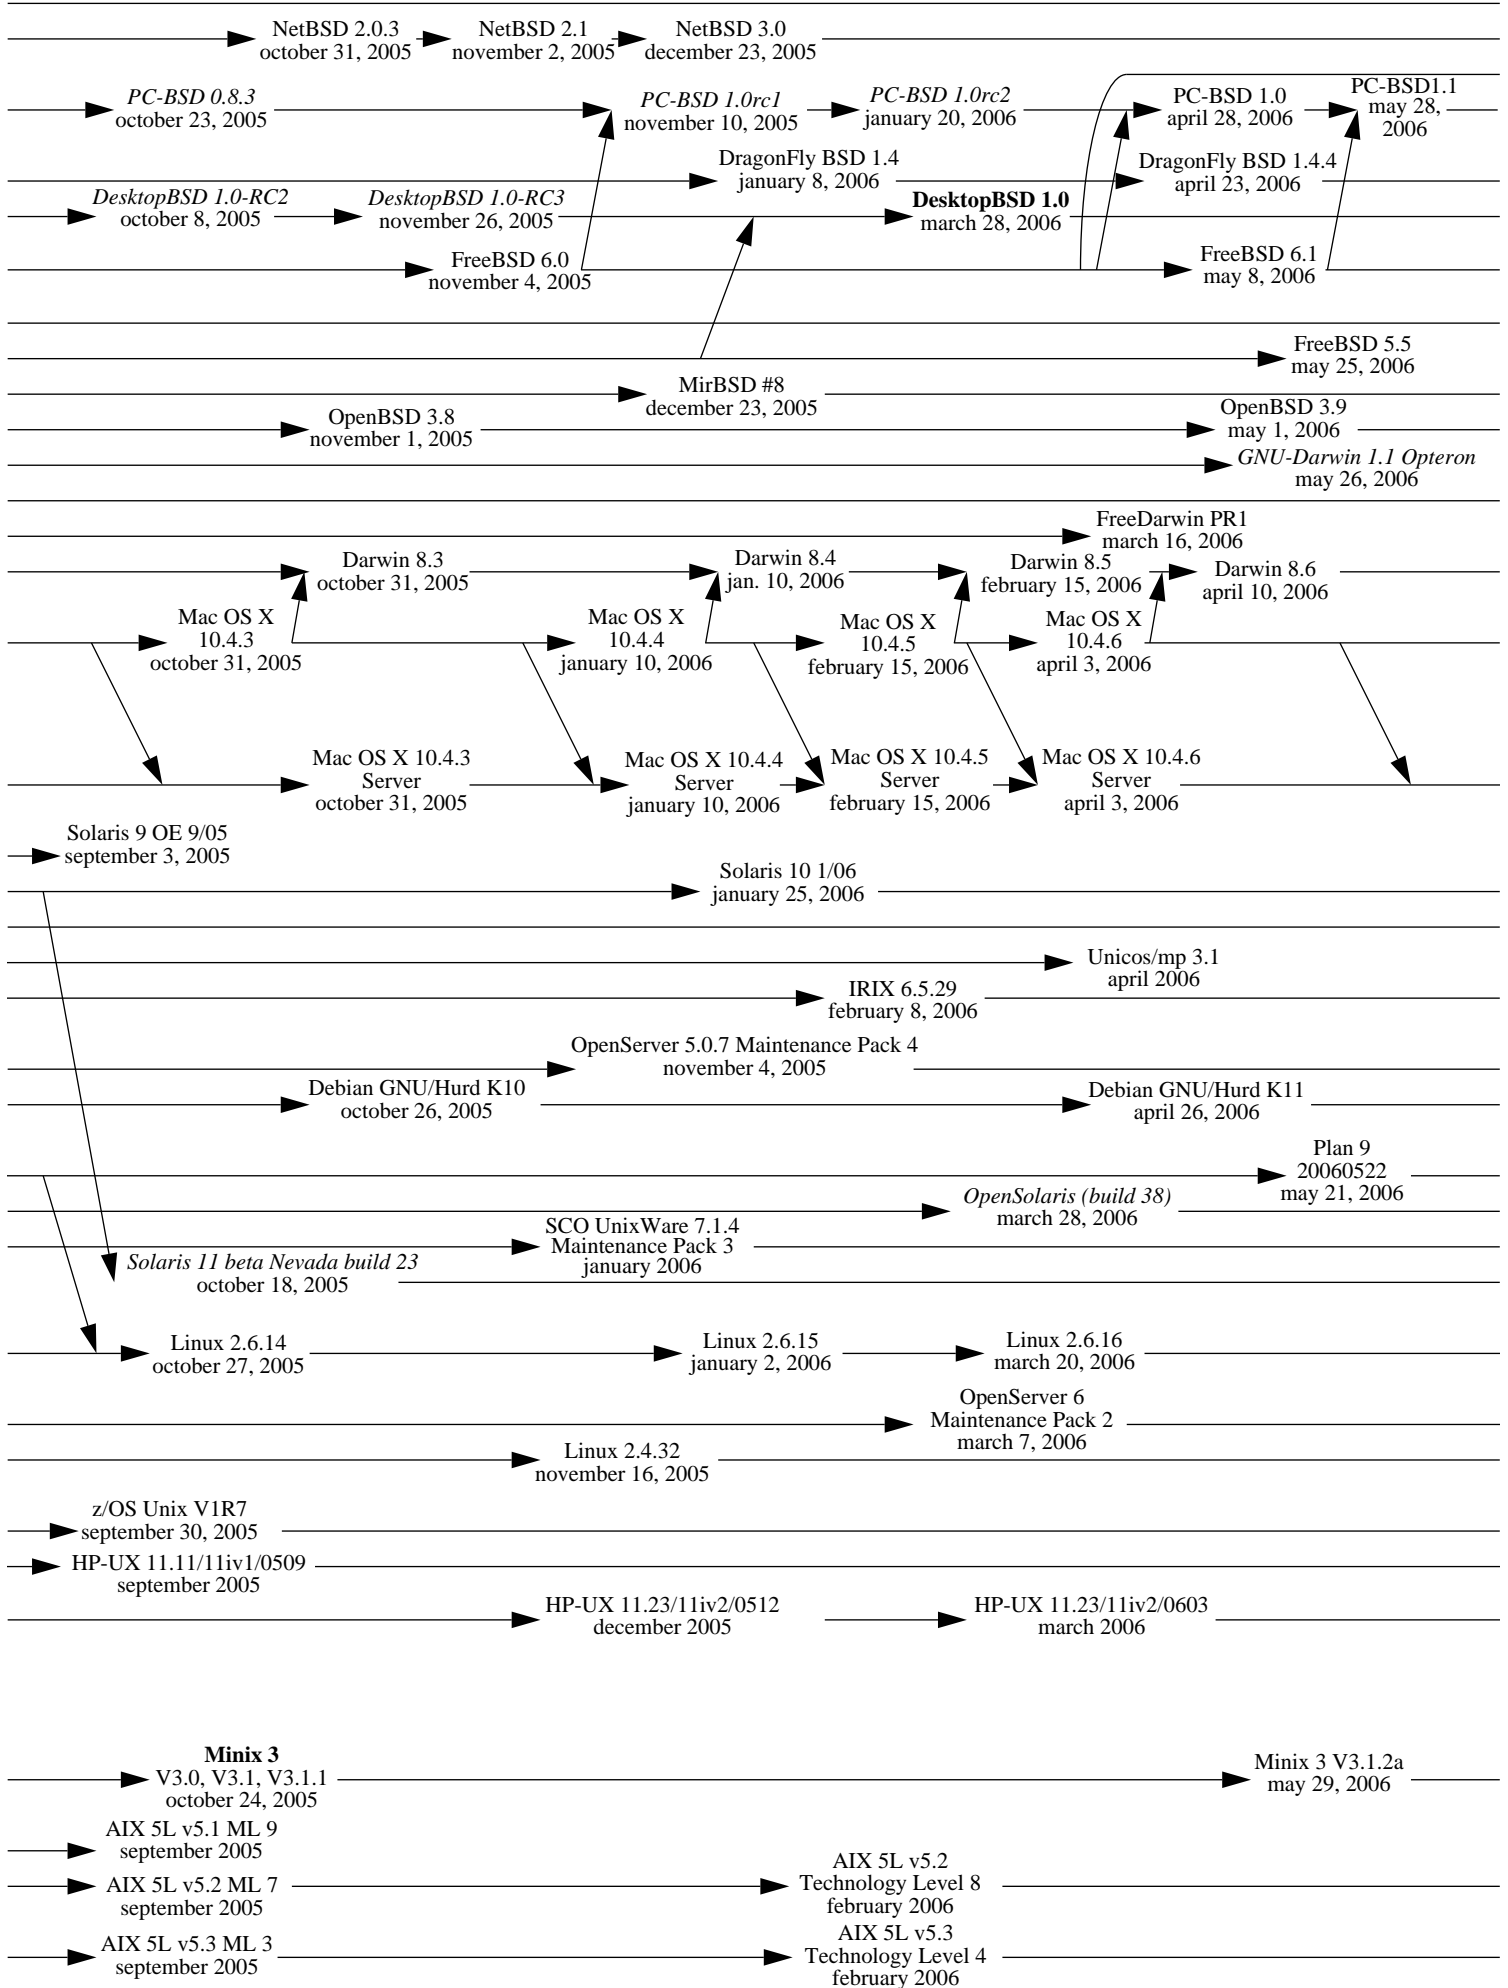 NetBSD 2.0.3
october 31, 2005
NetBSD 2.1
november 2, 2005
NetBSD 3.0
december 23, 2005
PC-BSD 0.8.3
october 23, 2005
PC-BSD 1.0rc1
november 10, 2005
PC-BSD 1.0rc2
january 20, 2006
PC-BSD 1.0
april 28, 2006
PC-BSD1.1
may 28,
2006
DragonFly BSD 1.4
january 8, 2006
DragonFly BSD 1.4.4
april 23, 2006
DesktopBSD 1.0-RC2
october 8, 2005
DesktopBSD 1.0-RC3
november 26, 2005
DesktopBSD 1.0
march 28, 2006
FreeBSD 6.0
november 4, 2005
FreeBSD 6.1
may 8, 2006
FreeBSD 5.5
may 25, 2006
MirBSD #8
december 23, 2005
OpenBSD 3.8
november 1, 2005
OpenBSD 3.9
may 1, 2006
GNU-Darwin 1.1 Opteron
may 26, 2006
FreeDarwin PR1
march 16, 2006
Darwin 8.3
october 31, 2005
Darwin 8.4
jan. 10, 2006
Darwin 8.5
february 15, 2006
Darwin 8.6
april 10, 2006
Mac OS X
10.4.3
october 31, 2005
Mac OS X
10.4.4
january 10, 2006
Mac OS X
10.4.5
february 15, 2006
Mac OS X
10.4.6
april 3, 2006
Mac OS X 10.4.3
Server
october 31, 2005
Mac OS X 10.4.4
Server
january 10, 2006
Mac OS X 10.4.5
Server
february 15, 2006
Mac OS X 10.4.6
Server
april 3, 2006
Solaris 9 OE 9/05
september 3, 2005
Solaris 10 1/06
january 25, 2006
Unicos/mp 3.1
april 2006
IRIX 6.5.29
february 8, 2006
OpenServer 5.0.7 Maintenance Pack 4
november 4, 2005
Debian GNU/Hurd K10
october 26, 2005
Debian GNU/Hurd K11
april 26, 2006
Plan 9
20060522
may 21, 2006
OpenSolaris (build 38)
march 28, 2006
SCO UnixWare 7.1.4
Maintenance Pack 3
january 2006
Solaris 11 beta Nevada build 23
october 18, 2005
Linux 2.6.14
october 27, 2005
Linux 2.6.15
january 2, 2006
Linux 2.6.16
march 20, 2006
OpenServer 6
Maintenance Pack 2
march 7, 2006
Linux 2.4.32
november 16, 2005
z/OS Unix V1R7
september 30, 2005
HP-UX 11.11/11iv1/0509
september 2005
HP-UX 11.23/11iv2/0512
december 2005
HP-UX 11.23/11iv2/0603
march 2006
Minix 3
V3.0, V3.1, V3.1.1
october 24, 2005
Minix 3 V3.1.2a
may 29, 2006
AIX 5L v5.1 ML 9
september 2005
AIX 5L v5.2 ML 7
september 2005
AIX 5L v5.2
Technology Level 8
february 2006
AIX 5L v5.3 ML 3
september 2005
AIX 5L v5.3
Technology Level 4
february 2006